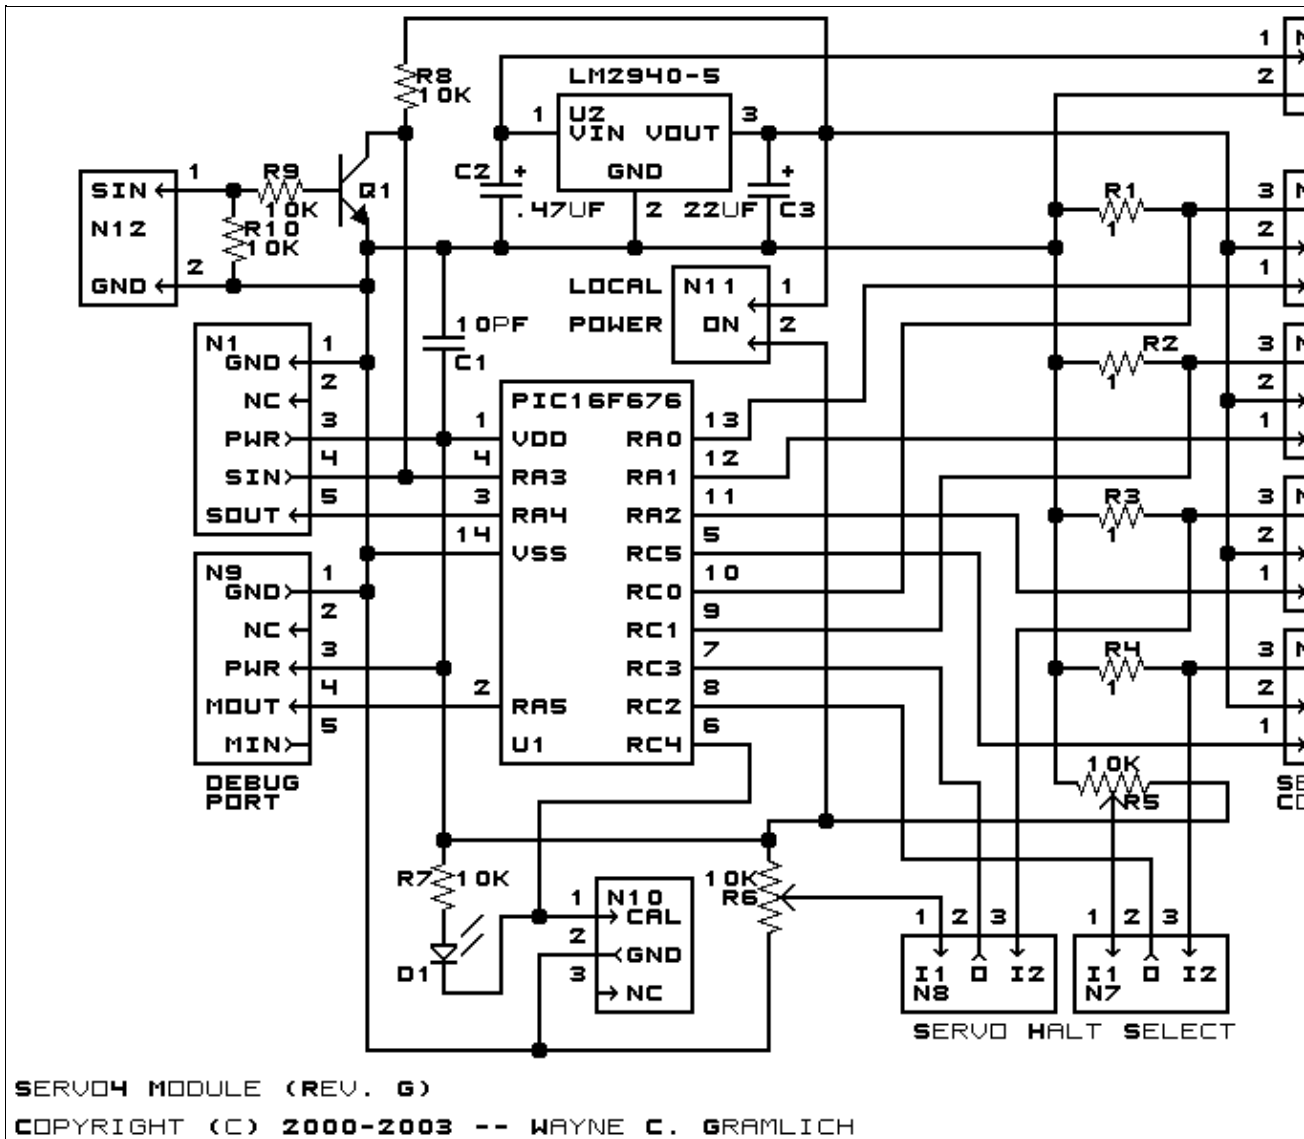 1
2
R8
10K
LM2940-5
1
U2
3
VIN VOUT
GND
2
C2
+
.47UF
+
22UF C3
SIN
N12
GND
1
2
R9
10K
R10
10K
Q1
R1
1
3
2
1
LOCAL
POWER
N11
ON
1
2
10PF
C1
N1
GND
NC
PWR
SIN
SOUT
1
2
3
4
5
R2
1
3
2
1
PIC16F676
1
VDD
4
RA3
3
RA4
14
VSS
2
RA5
U1
RA0
13
RA1
12
RA2
11
RC5
5
RC0
10
RC1
9
RC3
7
RC2
8
RC4
6
R3
1
3
2
1
N9
GND
NC
PWR
MOUT
MIN
1
2
3
4
5
DEBUG
PORT
R4
1
3
2
1
10K
R5
R7 10K
D1
1
2
3
N10
CAL
GND
NC
10K
R6
1 2 3
I1 O I2
N8
1 2 3
I1 O I2
N7
SERVO HALT SELECT
SERVO4 MODULE (REV. G)
COPYRIGHT (C) 2000-2003 -- WAYNE C. GRAMLICH